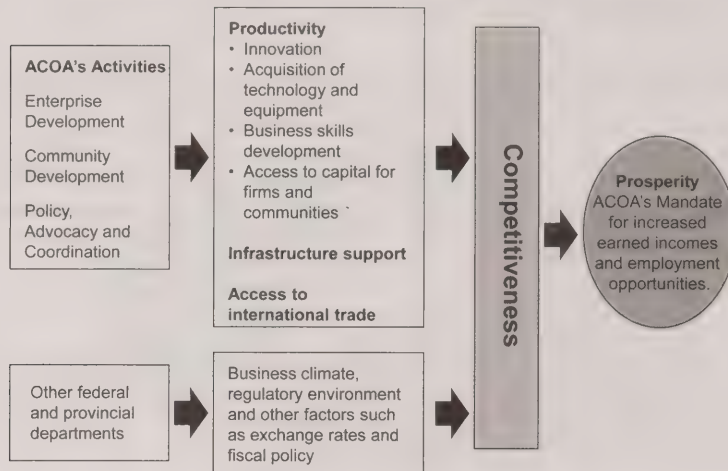 ACOA's Activities
Enterprise
Development
Community
Development
Policy,
Advocacy and
Coordination
Productivity
• Innovation
• Acquisition of
technology and
equipment
• Business skills
development
• Access to capital for
firms and
communities
Infrastructure support
Access to
international trade
Competitiveness
Prosperity
ACOA's Mandate
for increased
earned incomes
and employment
opportunities.
Other federal
and provincial
departments
Business climate,
regulatory environment
and other factors such
as exchange rates and
fiscal policy